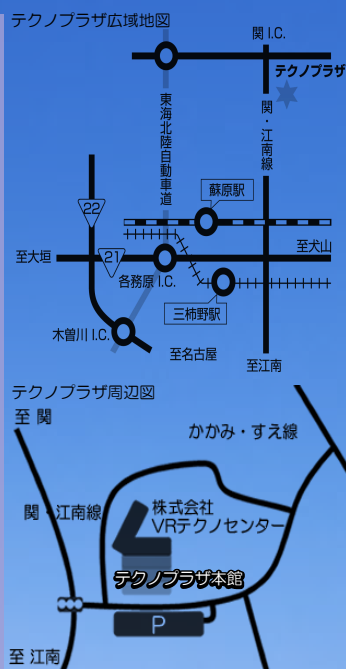 テクノプラザ広域地図
関 I.C.
テクノプラザ
東海北陸自動車道
関・江南線
蘇原駅
22
至犬山
至大垣
21
各務原 I.C.
三柿野駅
木曽川 I.C.
至名古屋
至江南
テクノプラザ周辺図
至 関
かかみ・すえ線
関・江南線
株式会社
VRテクノセンター
テクノプラザ本館
P
至 江南